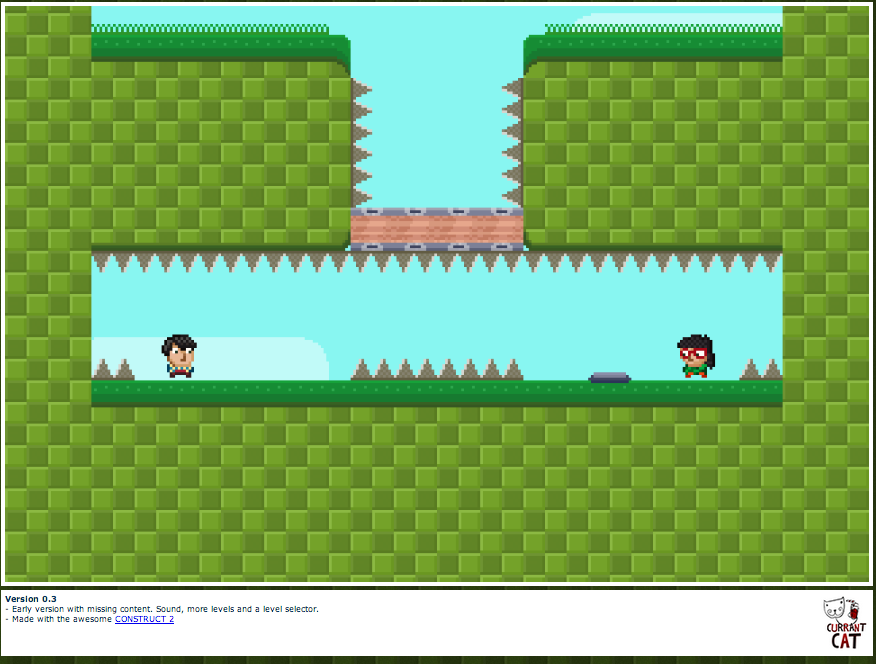 Version 0.3
- Early version with missing content. Sound, more levels and a level selector.
- Made with the awesome CONSTRUCT 2
CURRANT
CAT